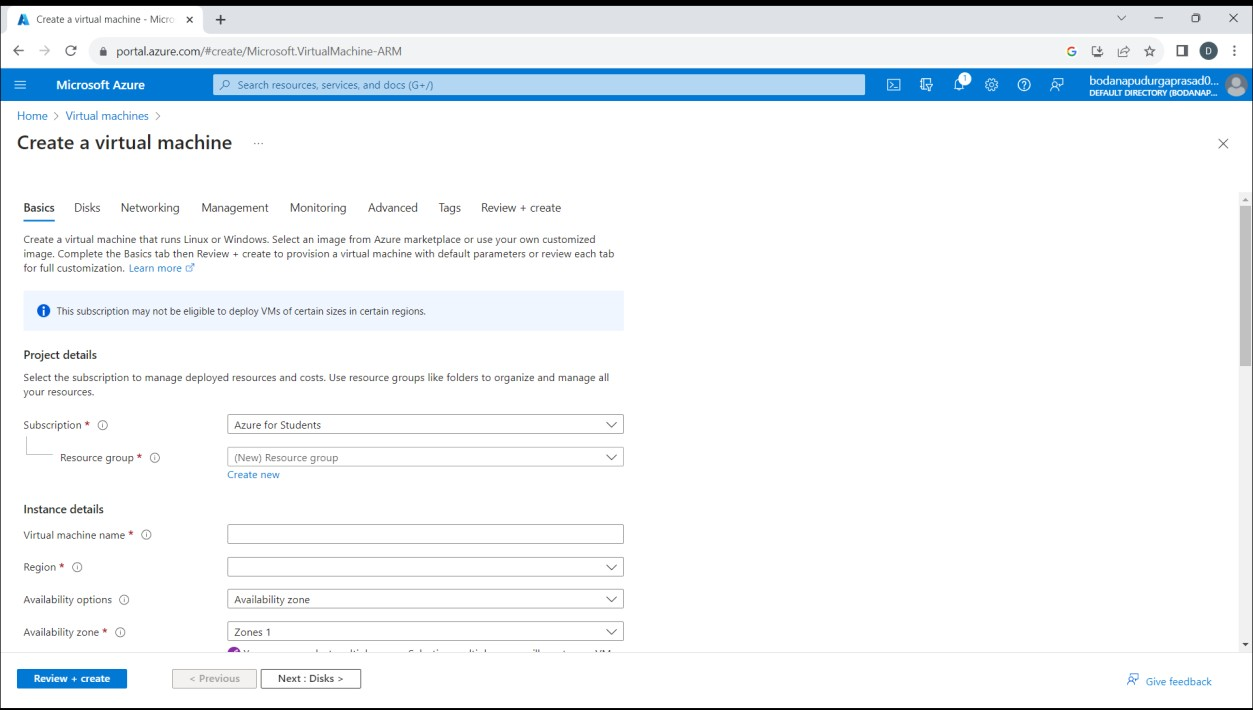 Create a virtual machine - Micro
portal.azure.com/#create/Microsoft.VirtualMachine-ARM
G
D
Microsoft Azure
Search resources, services, and docs (G+/)
1
bodanapudurgaprasad0...
DEFAULT DIRECTORY (BODANAP...
Home > Virtual machines >
Create a virtual machine ...
Basics Disks Networking Management Monitoring Advanced Tags Review + create
Create a virtual machine that runs Linux or Windows. Select an image from Azure marketplace or use your own customized
image. Complete the Basics tab then Review + create to provision a virtual machine with default parameters or review each tab
for full customization. Learn more
This subscription may not be eligible to deploy VMs of certain sizes in certain regions.
Project details
Select the subscription to manage deployed resources and costs. Use resource groups like folders to organize and manage all
your resources.
Subscription * Azure for Students
Resource group * (New) Resource group
Create new
Instance details
Virtual machine name *
Region *
Availability options Availability zone
Availability zone * Zones 1
Review + create < Previous Next : Disks > Give feedback